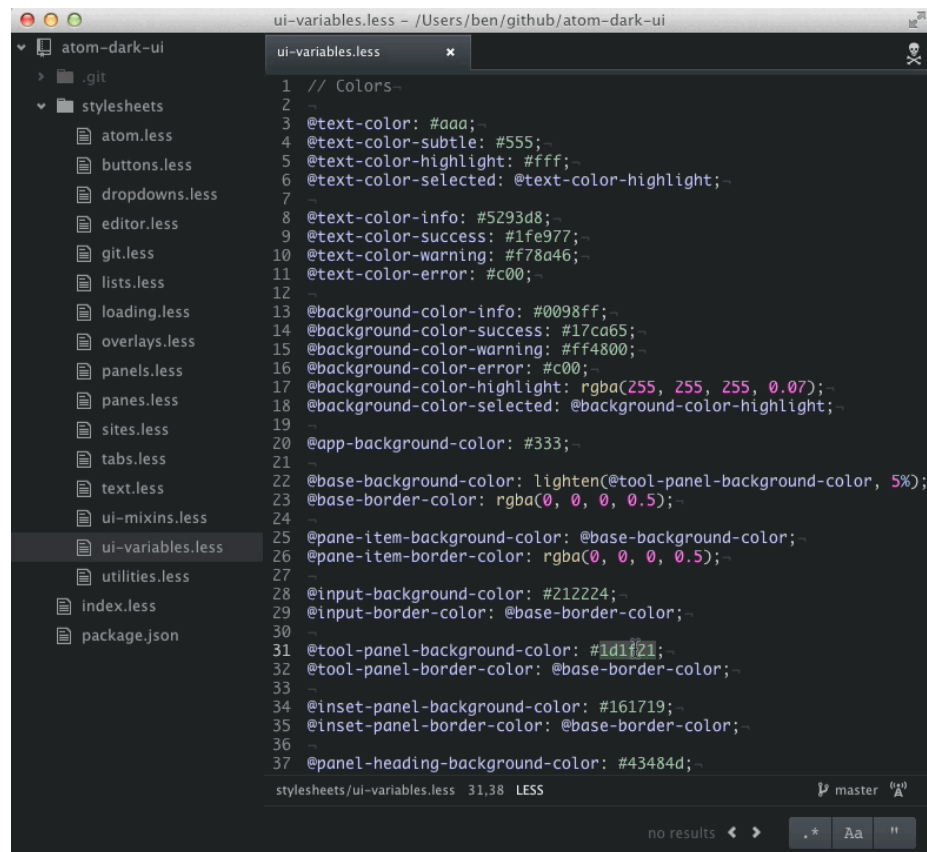 ui-variables.less – /Users/ben/github/atom-dark-ui
atom-dark-ui
.git
stylesheets
atom.less
buttons.less
dropdowns.less
editor.less
git.less
lists.less
loading.less
overlays.less
panels.less
panes.less
sites.less
tabs.less
text.less
ui-mixins.less
ui-variables.less
utilities.less
index.less
package.json
ui-variables.less ×
1 // Colors¬
2 ¬
3 @text-color: #aaa;¬
4 @text-color-subtle: #555;¬
5 @text-color-highlight: #fff;¬
6 @text-color-selected: @text-color-highlight;¬
7 ¬
8 @text-color-info: #5293d8;¬
9 @text-color-success: #1fe977;¬
10 @text-color-warning: #f78a46;¬
11 @text-color-error: #c00;¬
12 ¬
13 @background-color-info: #0098ff;¬
14 @background-color-success: #17ca65;¬
15 @background-color-warning: #ff4800;¬
16 @background-color-error: #c00;¬
17 @background-color-highlight: rgba(255, 255, 255, 0.07);¬
18 @background-color-selected: @background-color-highlight;¬
19 ¬
20 @app-background-color: #333;¬
21 ¬
22 @base-background-color: lighten(@tool-panel-background-color, 5%);
23 @base-border-color: rgba(0, 0, 0, 0.5);¬
24 ¬
25 @pane-item-background-color: @base-background-color;¬
26 @pane-item-border-color: rgba(0, 0, 0, 0.5);¬
27 ¬
28 @input-background-color: #212224;¬
29 @input-border-color: @base-border-color;¬
30 ¬
31 @tool-panel-background-color: #1d1f21;¬
32 @tool-panel-border-color: @base-border-color;¬
33 ¬
34 @inset-panel-background-color: #161719;¬
35 @inset-panel-border-color: @base-border-color;¬
36 ¬
37 @panel-heading-background-color: #43484d;¬
stylesheets/ui-variables.less 31,38 LESS master
no results .* Aa "